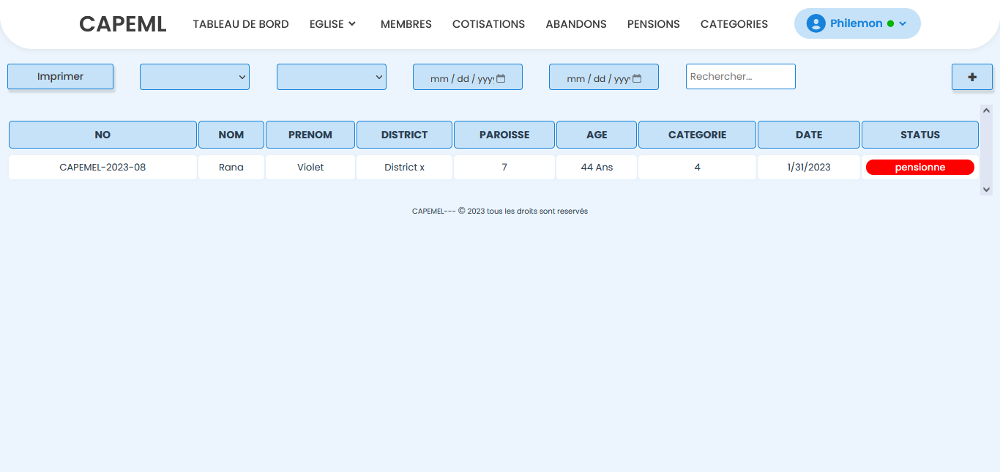 CAPEML TABLEAU DE BORD EGLISE MEMBRES COTISATIONS ABANDONS PENSIONS CATEGORIES Philemon
Imprimer mm / dd / yyyy mm / dd / yyyy Rechercher... +
NO NOM PRENOM DISTRICT PAROISSE AGE CATEGORIE DATE STATUS
CAPEMEL-2023-08 Rana Violet District x 7 44 Ans 4 1/31/2023 pensionne
CAPEMEL--- © 2023 tous les droits sont reservés